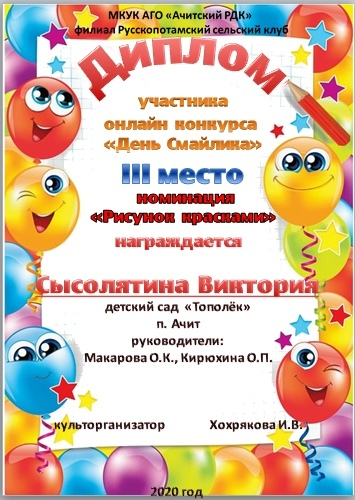 МКУК АГО «Ачитский РДК»
филиал Русскопотамский сельский клуб
Диплом
участника
онлайн конкурса
«День Смайлика»
III место
номинация
«Рисунок красками»
награждается
Сысолятина Виктория
детский сад «Тополёк»
п. Ачит
руководители:
Макарова О.К., Кирюхина О.П.
культорганизатор Хохрякова И.В.
2020 год